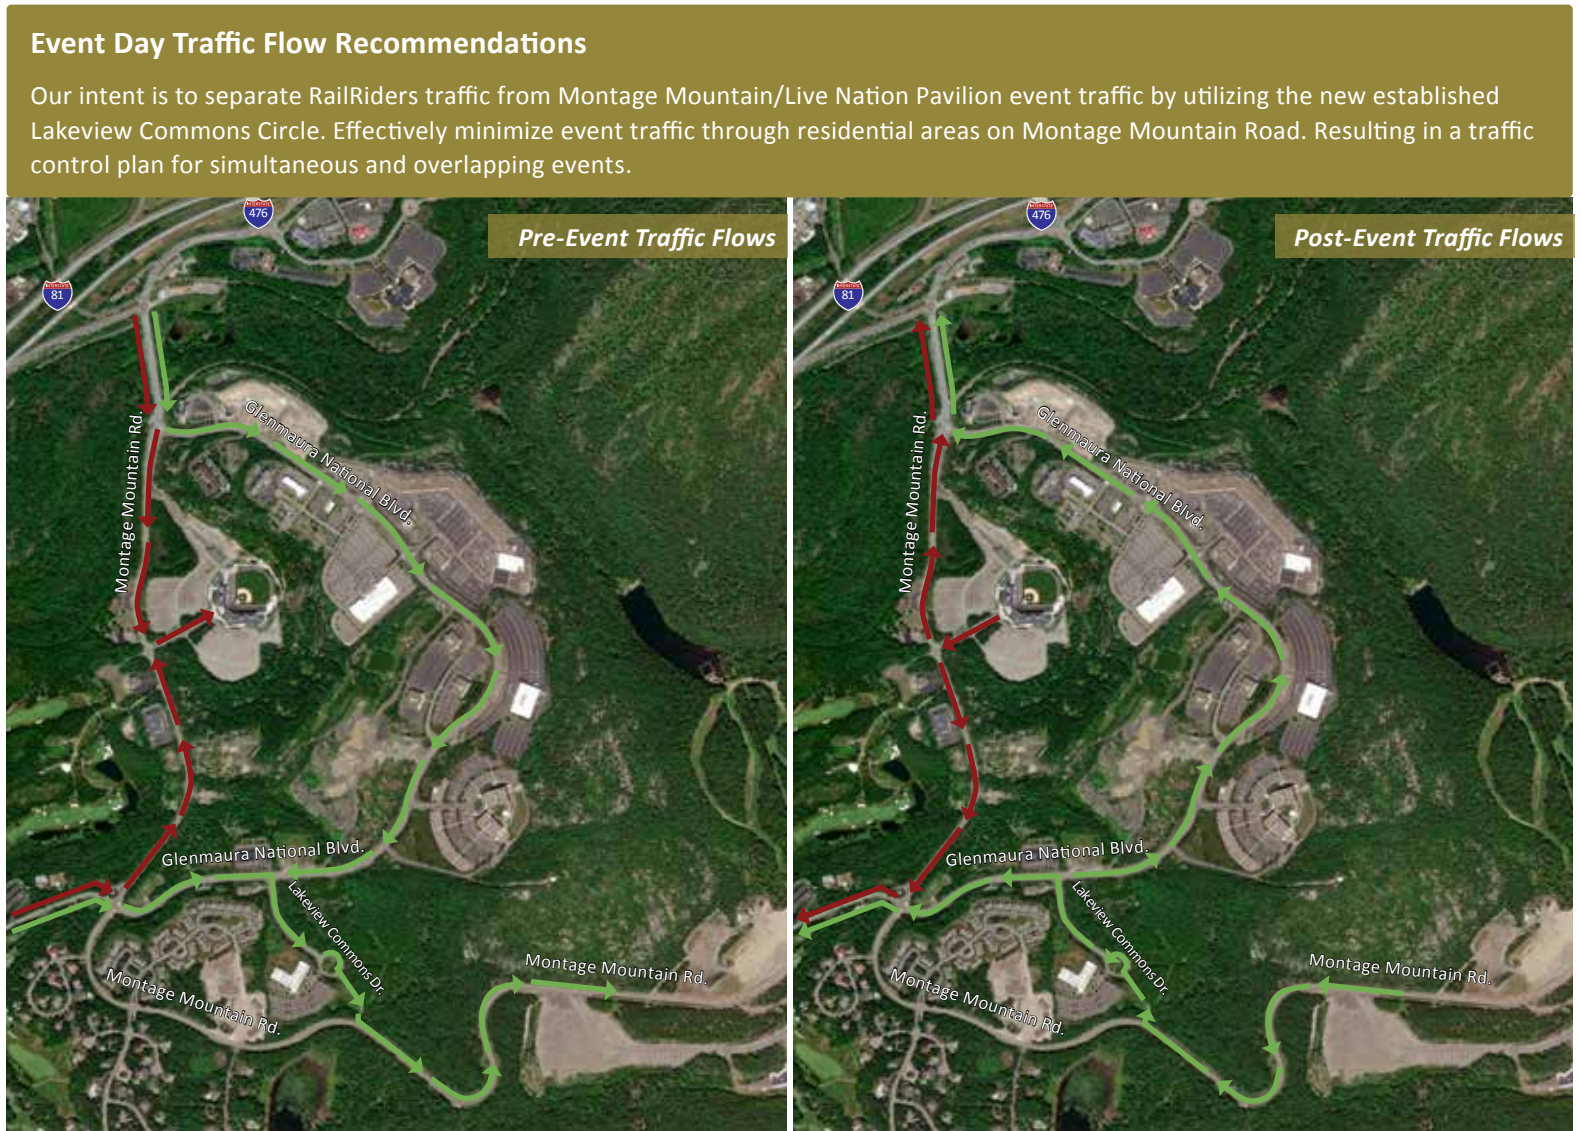 Event Day Traffic Flow Recommendations
Our intent is to separate RailRiders traffic from Montage Mountain/Live Nation Pavilion event traffic by utilizing the new established
Lakeview Commons Circle. Effectively minimize event traffic through residential areas on Montage Mountain Road. Resulting in a traffic
control plan for simultaneous and overlapping events.
Pre-Event Traffic Flows
INTERSTATE
476
INTERSTATE
81
Montage Mountain Rd.
Glenmaura National Blvd.
Glenmaura National Blvd.
Lakeview Commons Dr.
Montage Mountain Rd.
Montage Mountain Rd.
Post-Event Traffic Flows
INTERSTATE
476
INTERSTATE
81
Montage Mountain Rd.
Glenmaura National Blvd.
Glenmaura National Blvd.
Lakeview Commons Dr.
Montage Mountain Rd.
Montage Mountain Rd.